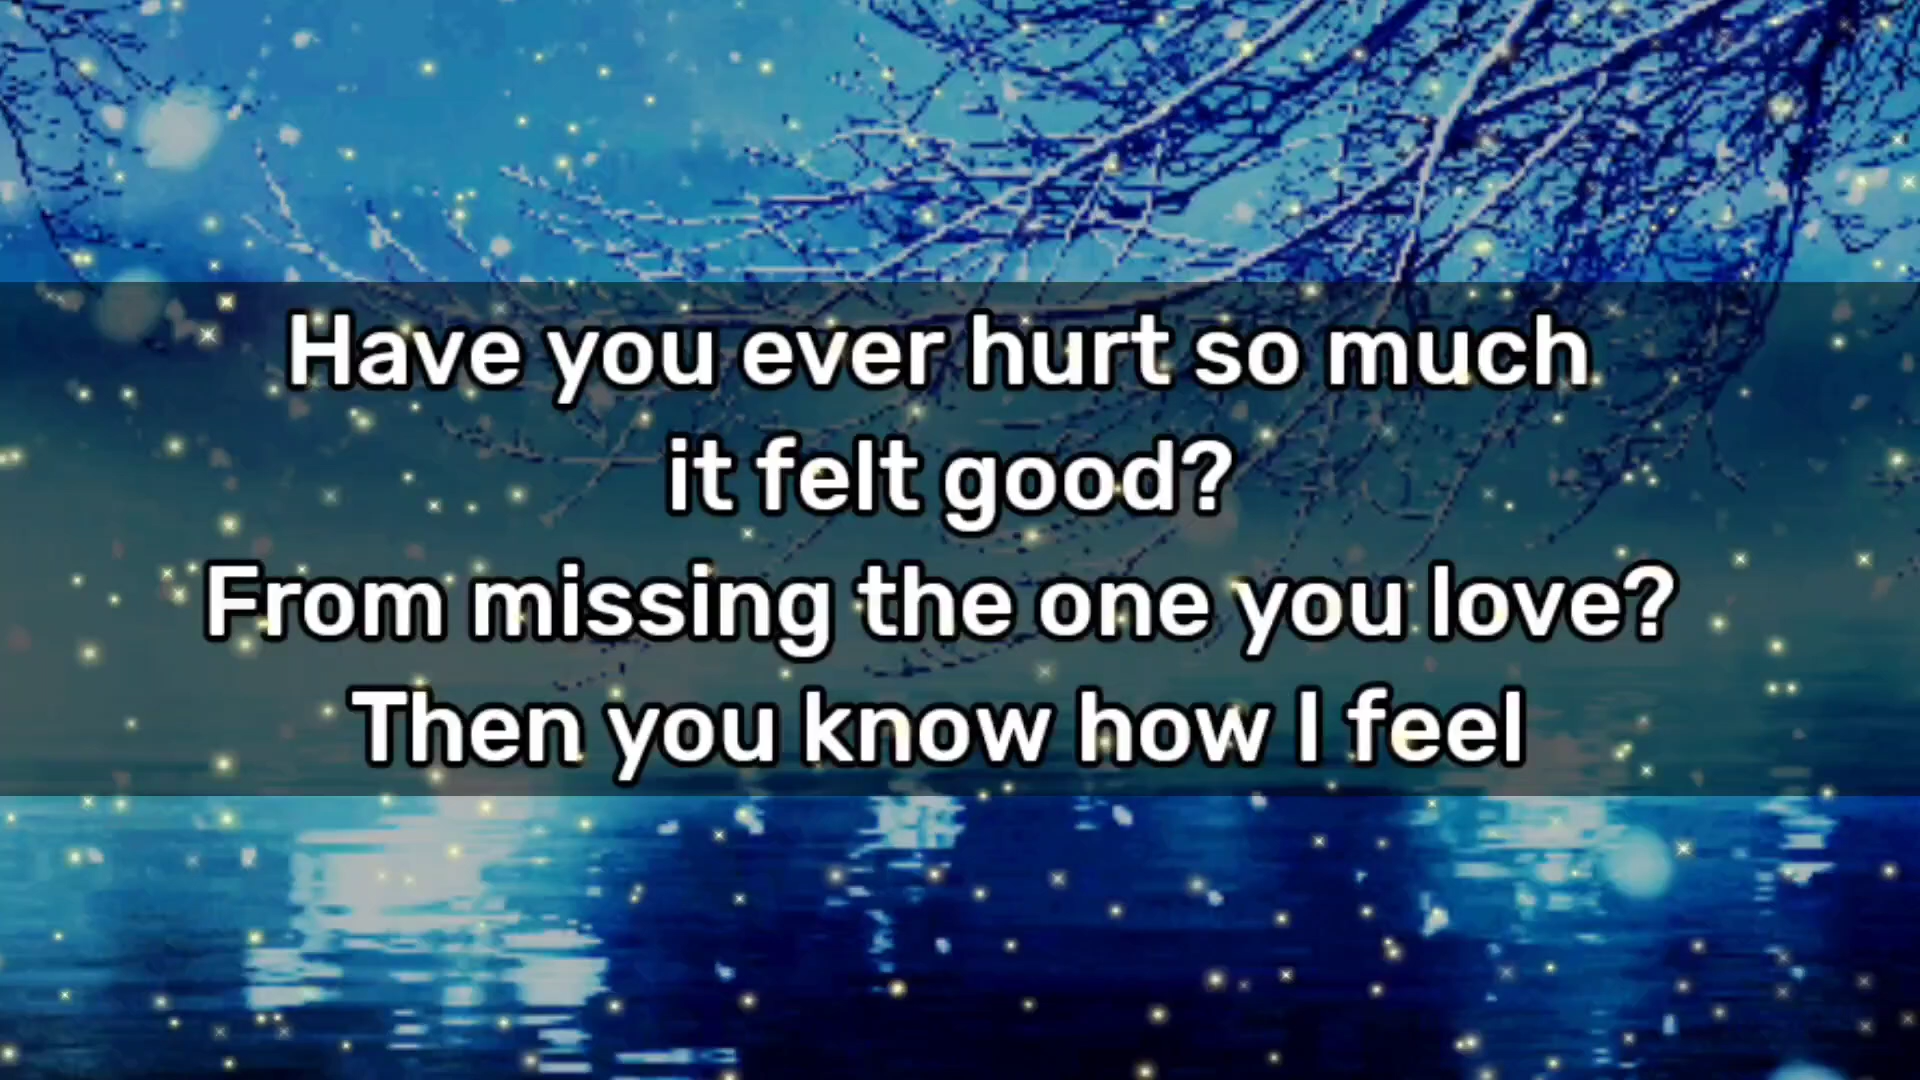 Have you ever hurt so much
it felt good?
From missing the one you love?
Then you know how I feel